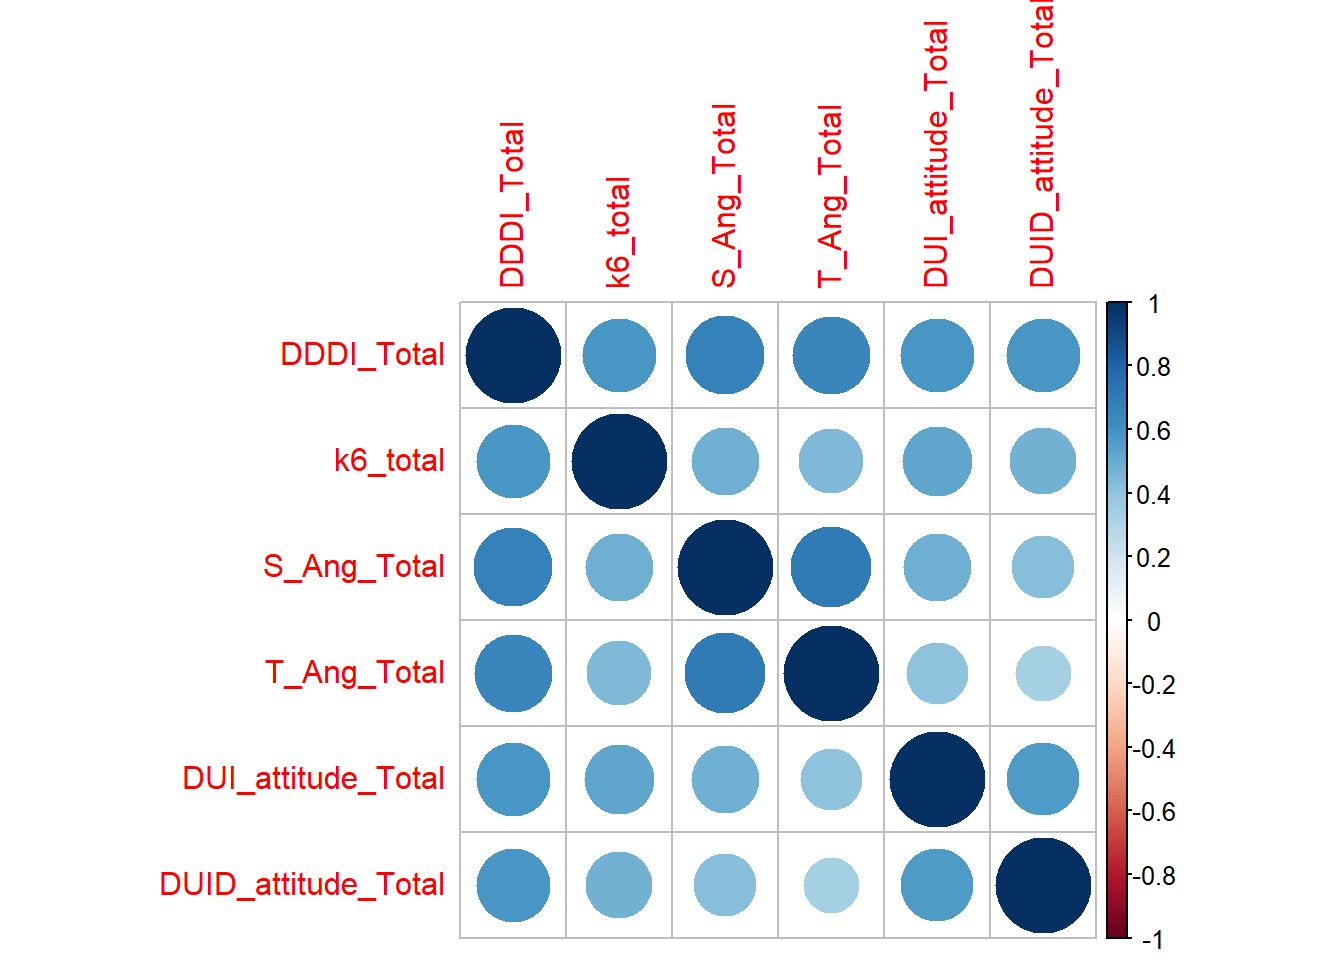 DDDI_Total
k6_total
S_Ang_Total
T_Ang_Total
DUI_attitude_Total
DUID_attitude_Total
DDDI_Total
k6_total
S_Ang_Total
T_Ang_Total
DUI_attitude_Total
DUID_attitude_Total
1
0.8
0.6
0.4
0.2
0
-0.2
-0.4
-0.6
-0.8
-1